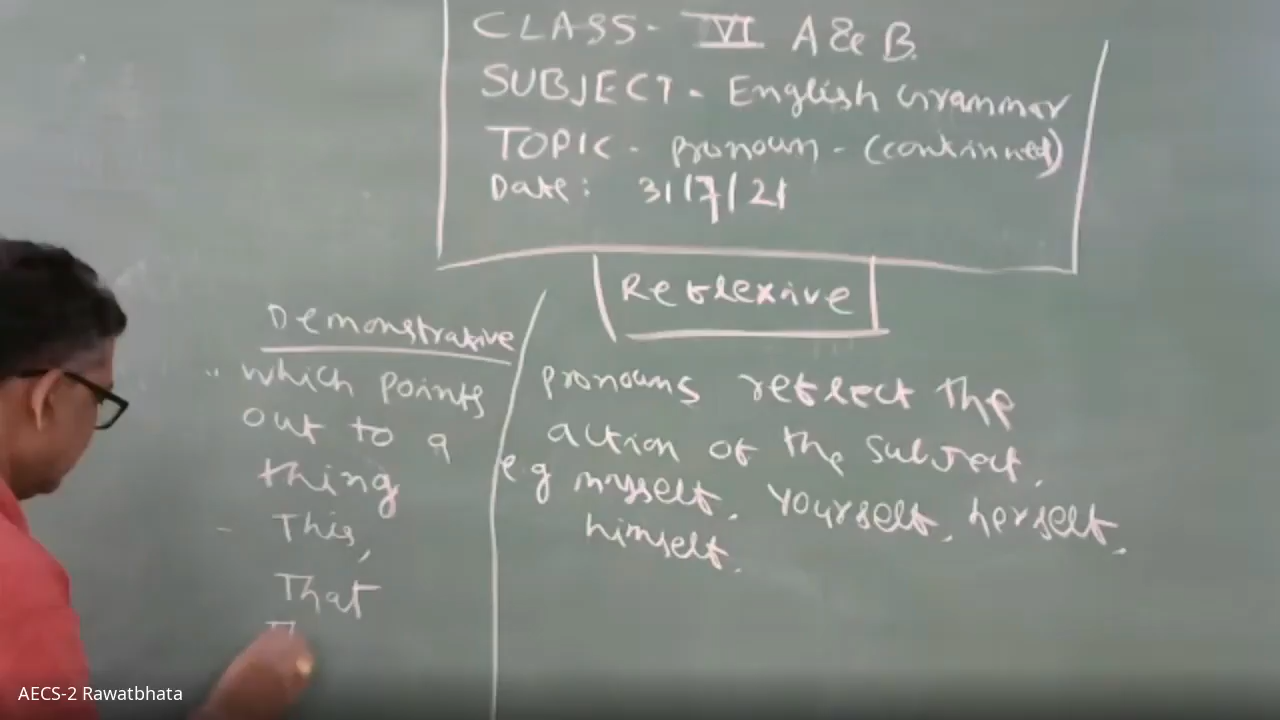 CLASS - VI A & B.
SUBJECT - English Grammar
TOPIC - pronoun - (continued)
Date: 31/7/21
Reflexive
Demonstrative
which points
out to a
thing
- This,
That
pronouns reflect the
action of the subject.
e.g myself, yourself, herself,
himself.
AECS-2 Rawatbhata